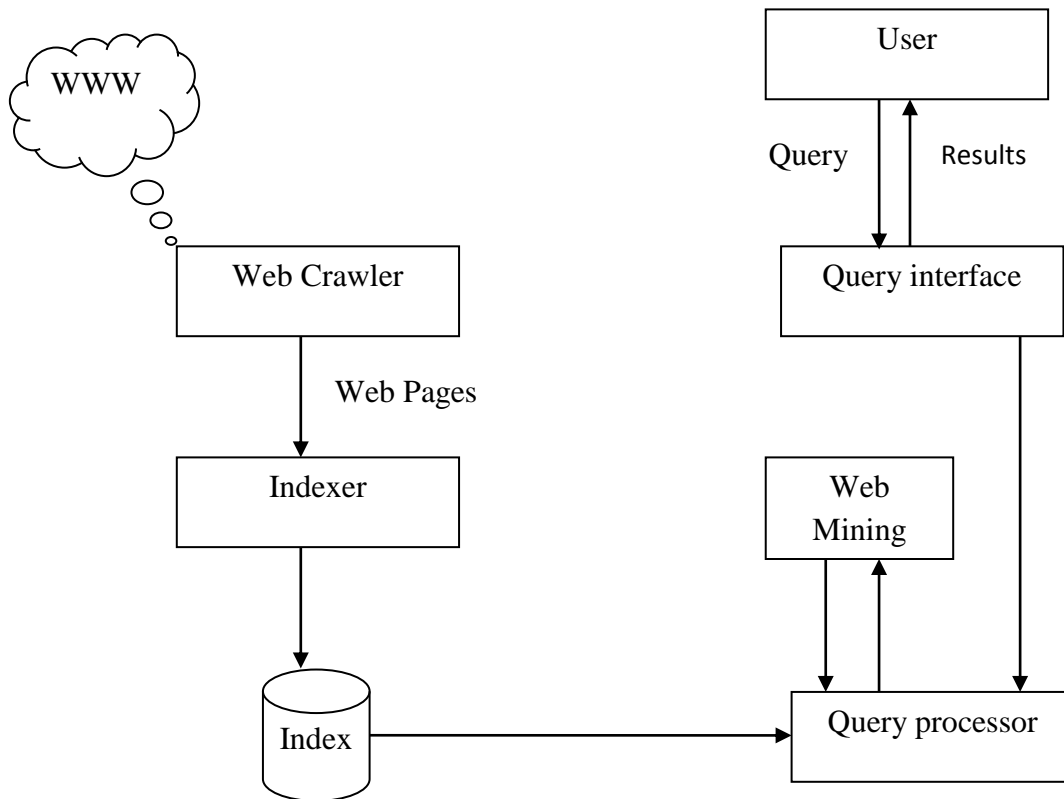 WWW
User
Query
Results
Web Crawler
Query interface
Web Pages
Indexer
Web
Mining
Index
Query processor